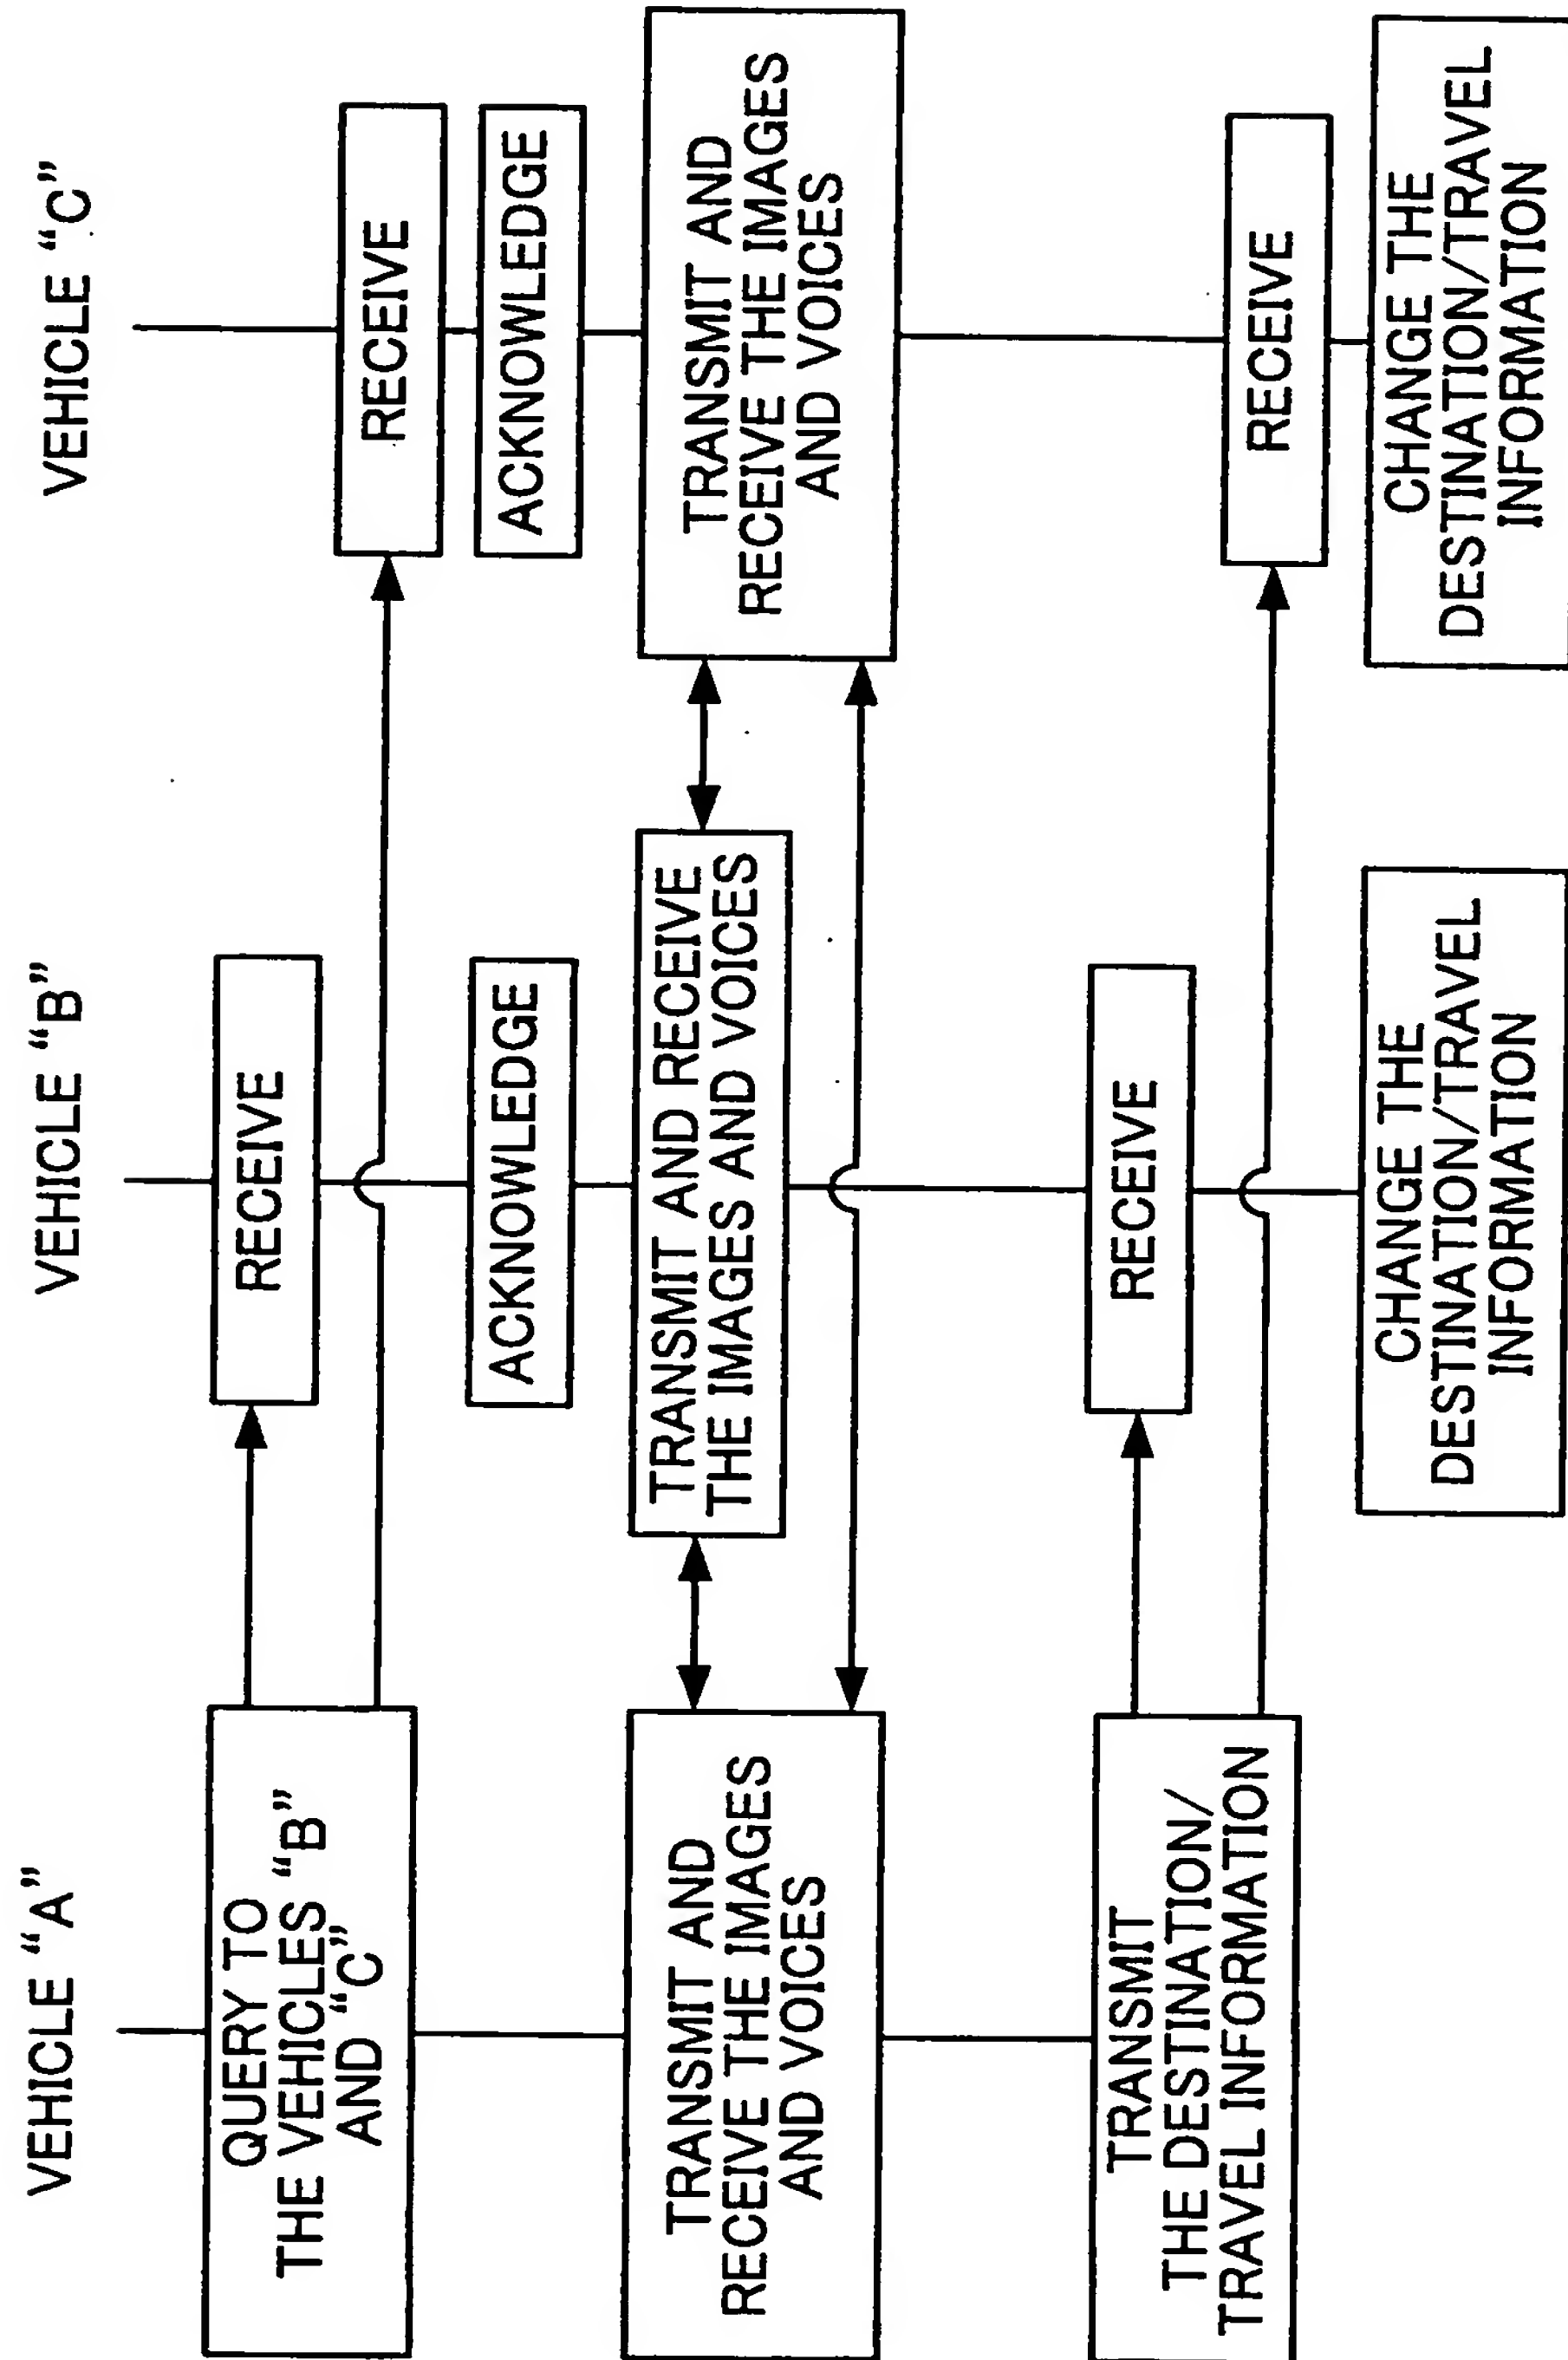 VEHICLE “A”
QUERY TO
THE VEHICLES “B”
AND “C”
TRANSMIT AND
RECEIVE THE IMAGES
AND VOICES
TRANSMIT
THE DESTINATION/
TRAVEL INFORMATION
VEHICLE “B”
RECEIVE
ACKNOWLEDGE
TRANSMIT AND RECEIVE
THE IMAGES AND VOICES
RECEIVE
CHANGE THE
DESTINATION/TRAVEL
INFORMATION
VEHICLE “C”
RECEIVE
ACKNOWLEDGE
TRANSMIT AND
RECEIVE THE IMAGES
AND VOICES
RECEIVE
CHANGE THE
DESTINATION/TRAVEL
INFORMATION